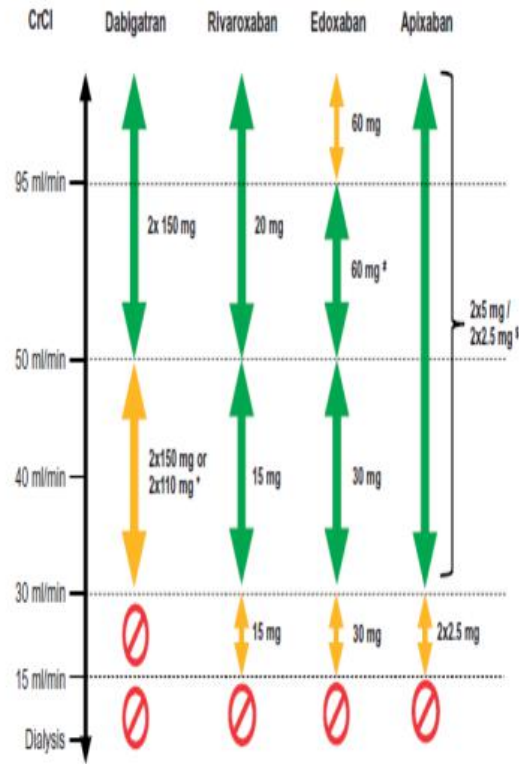 CrCl Dabigatran Rivaroxaban Edoxaban Apixaban
60 mg
95 ml/min
2x 150 mg 20 mg
60 mg ‡
2x5 mg /
2x2.5 mg $
50 ml/min
2x150 mg or
2x110 mg +
15 mg 30 mg
40 ml/min
30 ml/min
15 mg 30 mg 2x2.5 mg
15 ml/min
Dialysis